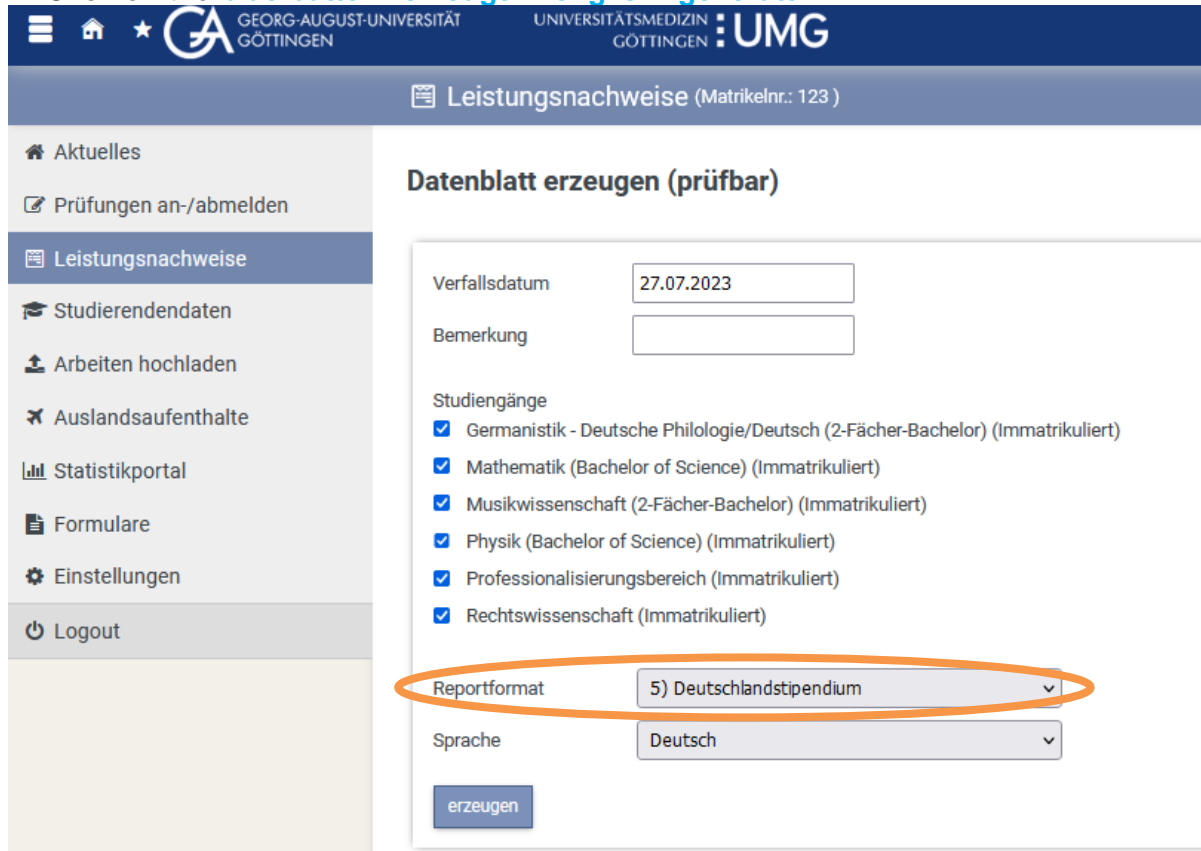 GEORG-AUGUST-UNIVERSITÄT
GÖTTINGEN
UNIVERSITÄTSMEDIZIN
GÖTTINGEN
UMG
Leistungsnachweise (Matrikelnr.: 123 )
Aktuelles
Prüfungen an-/abmelden
Leistungsnachweise
Studierendendaten
Arbeiten hochladen
Auslandsaufenthalte
Statistikportal
Formulare
Einstellungen
Logout
Datenblatt erzeugen (prüfbar)
Verfallsdatum 27.07.2023
Bemerkung
Studiengänge
Germanistik - Deutsche Philologie/Deutsch (2-Fächer-Bachelor) (Immatrikuliert)
Mathematik (Bachelor of Science) (Immatrikuliert)
Musikwissenschaft (2-Fächer-Bachelor) (Immatrikuliert)
Physik (Bachelor of Science) (Immatrikuliert)
Professionalisierungsbereich (Immatrikuliert)
Rechtswissenschaft (Immatrikuliert)
Reportformat 5) Deutschlandstipendium
Sprache Deutsch
erzeugen